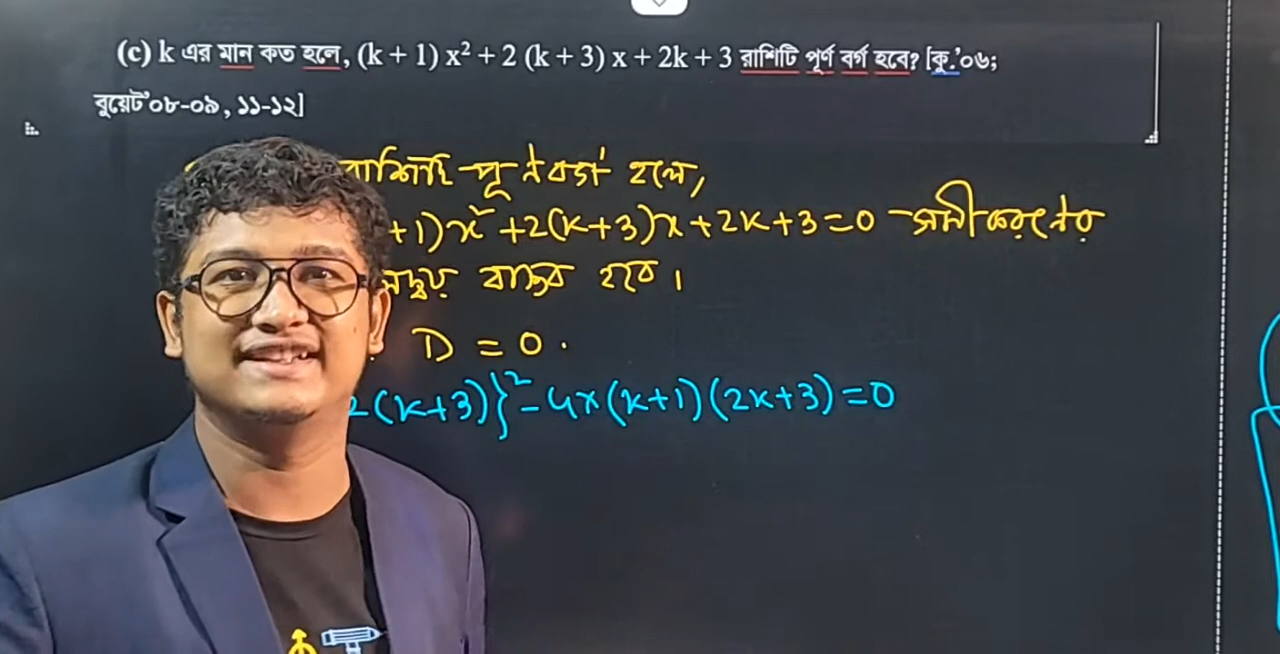 (c) k এর মান কত হলে, (k + 1) x² + 2 (k + 3) x + 2k + 3 রাশিটি পূর্ণ বর্গ হবে? [কু.'০৬;
বুয়েট'০৮-০৯, ১১-১২]
রাশিটি পূর্ণবর্গ হলে,
+1)x² +2(k+3)x+2k+3=0 সমীকরণের
বাস্তব হবে।
D = 0.
2(k+3)}² - 4×(k+1)(2k+3)=0